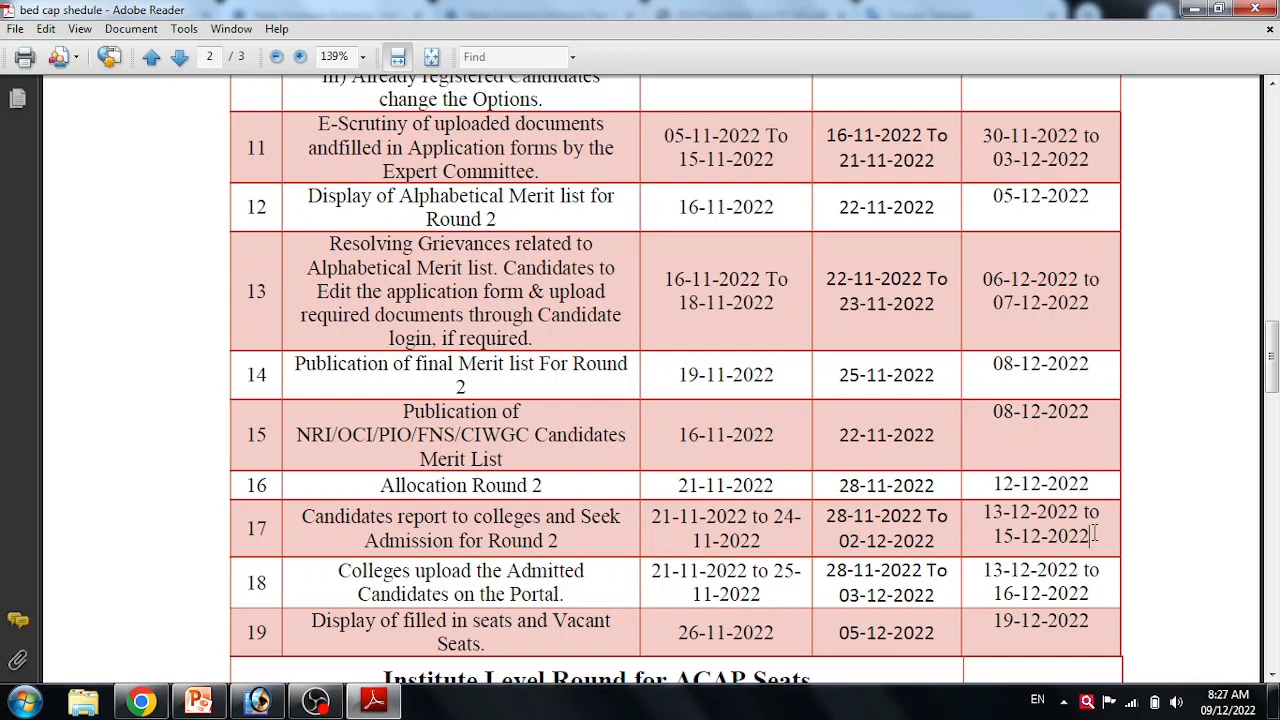 bed cap shedule - Adobe Reader
File Edit View Document Tools Window Help
2 / 3 139% Find
iii) Already registered Candidates
change the Options.
11 E-Scrutiny of uploaded documents andfilled in Application forms by the Expert Committee. 05-11-2022 To 15-11-2022 16-11-2022 To 21-11-2022 30-11-2022 to 03-12-2022
12 Display of Alphabetical Merit list for Round 2 16-11-2022 22-11-2022 05-12-2022
13 Resolving Grievances related to Alphabetical Merit list. Candidates to Edit the application form & upload required documents through Candidate login, if required. 16-11-2022 To 18-11-2022 22-11-2022 To 23-11-2022 06-12-2022 to 07-12-2022
14 Publication of final Merit list For Round 2 19-11-2022 25-11-2022 08-12-2022
15 Publication of NRI/OCI/PIO/FNS/CIWGC Candidates Merit List 16-11-2022 22-11-2022 08-12-2022
16 Allocation Round 2 21-11-2022 28-11-2022 12-12-2022
17 Candidates report to colleges and Seek Admission for Round 2 21-11-2022 to 24-11-2022 28-11-2022 To 02-12-2022 13-12-2022 to 15-12-2022
18 Colleges upload the Admitted Candidates on the Portal. 21-11-2022 to 25-11-2022 28-11-2022 To 03-12-2022 13-12-2022 to 16-12-2022
19 Display of filled in seats and Vacant Seats. 26-11-2022 05-12-2022 19-12-2022
Institute Level Round for ACAP Seats
EN 8:27 AM
09/12/2022